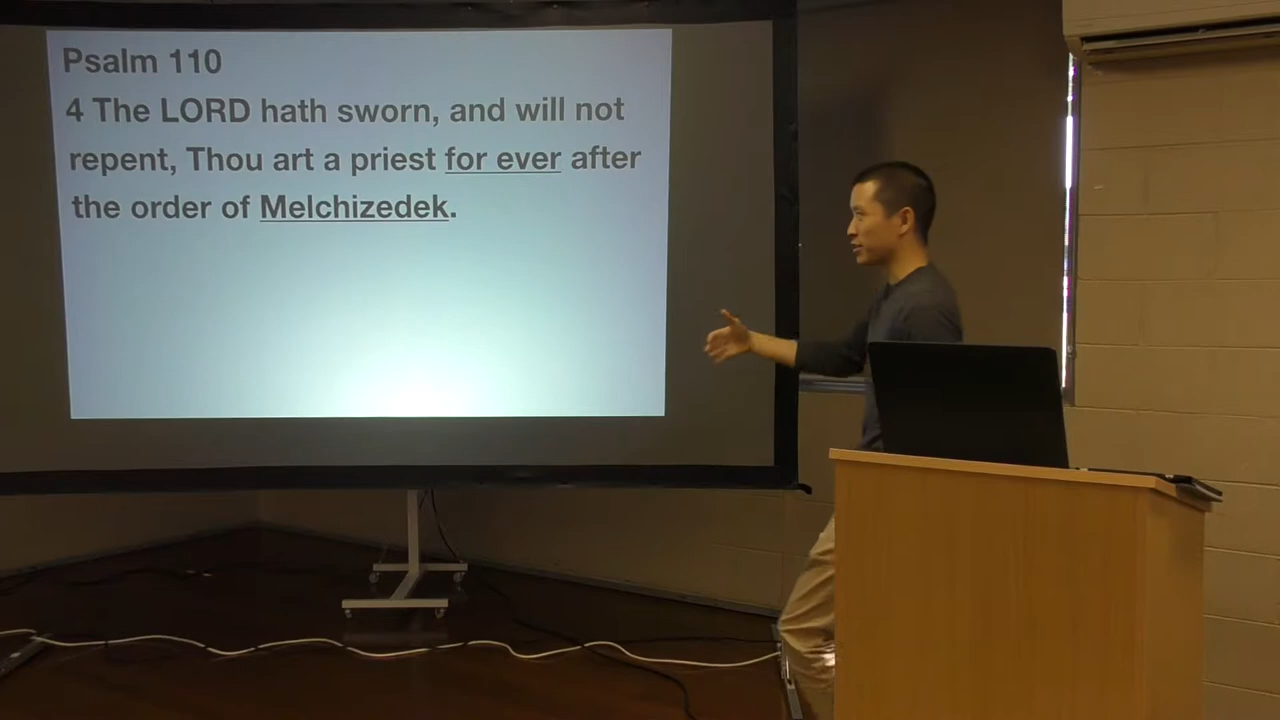 Psalm 110
4 The LORD hath sworn, and will not
repent, Thou art a priest for ever after
the order of Melchizedek.